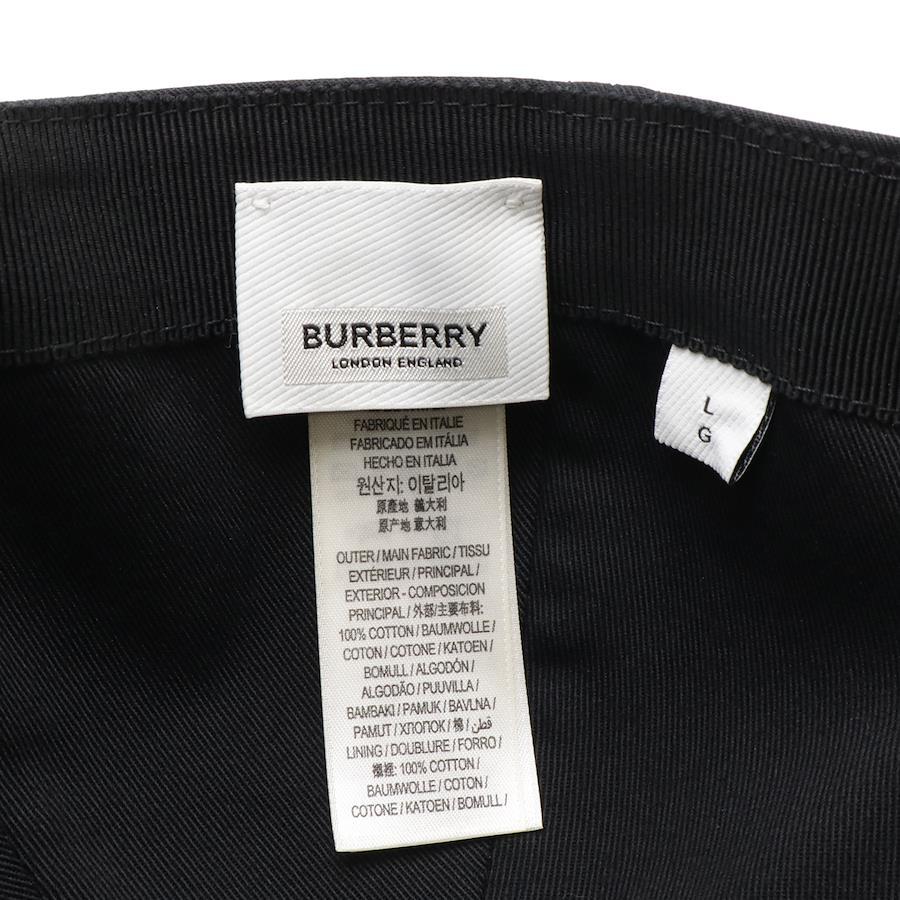 BURBERRY
LONDON ENGLAND
L
G
FABRIQUÉ EN ITALIE
FABRICADO EM ITÁLIA
HECHO EN ITALIA
원산지: 이탈리아
原產地 義大利
原产地 意大利
OUTER / MAIN FABRIC / TISSU
EXTÉRIEUR / PRINCIPAL /
EXTERIOR - COMPOSICION
PRINCIPAL / 外部/主要布料:
100% COTTON / BAUMWOLLE /
COTON / COTONE / KATOEN /
BOMULL / ALGODÓN /
ALGODÃO / PUUVILLA /
BAMBAKI / PAMUK / BAVLNA /
PAMUT / ХЛОПОК / 棉 / قطن /
LINING / DOUBLURE / FORRO /
襯裡: 100% COTTON /
BAUMWOLLE / COTON /
COTONE / KATOEN / BOMULL /